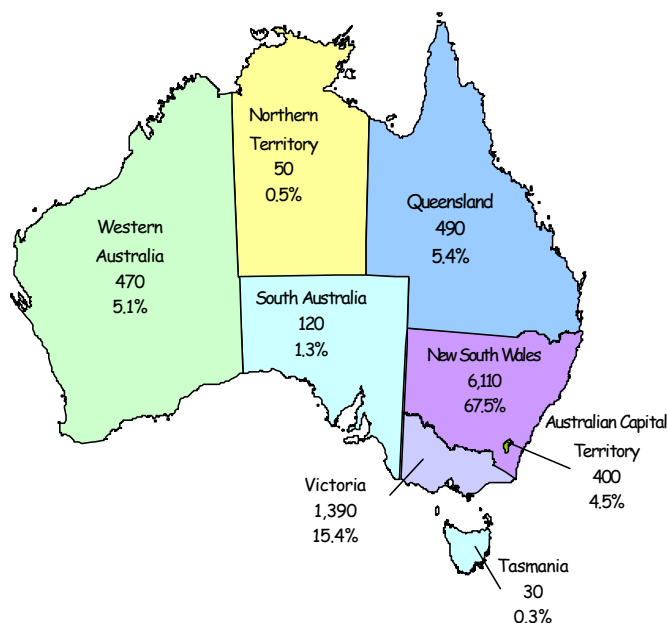 Northern
Territory
50
0.5%
Queensland
490
5.4%
Western
Australia
470
5.1%
South Australia
120
1.3%
New South Wales
6,110
67.5%
Australian Capital
Territory
400
4.5%
Victoria
1,390
15.4%
Tasmania
30
0.3%